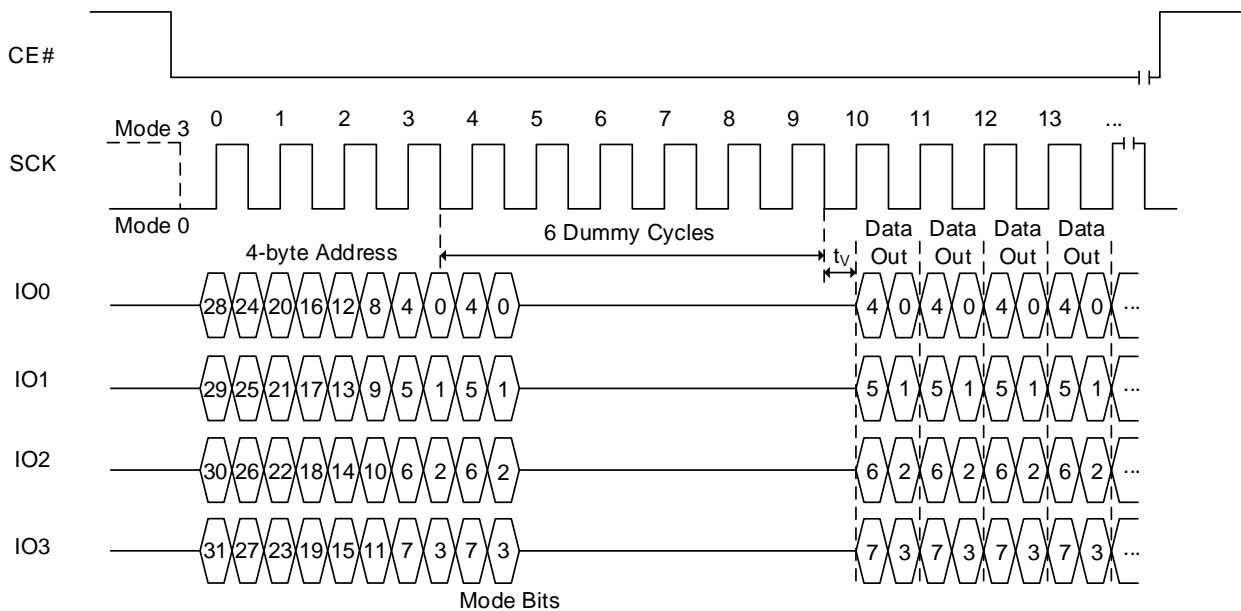 CE#
0 1 2 3 4 5 6 7 8 9 10 11 12 13 ...
Mode 3
SCK
Mode 0
6 Dummy Cycles
Data Data Data Data
4-byte Address
tV
Out Out Out Out
IO0
28 24 20 16 12 8 4 0 4 0 4 0 4 0 4 0 4 0 ...
IO1
29 25 21 17 13 9 5 1 5 1 5 1 5 1 5 1 5 1 ...
IO2
30 26 22 18 14 10 6 2 6 2 6 2 6 2 6 2 6 2 ...
IO3
31 27 23 19 15 11 7 3 7 3 7 3 7 3 7 3 7 3 ...
Mode Bits